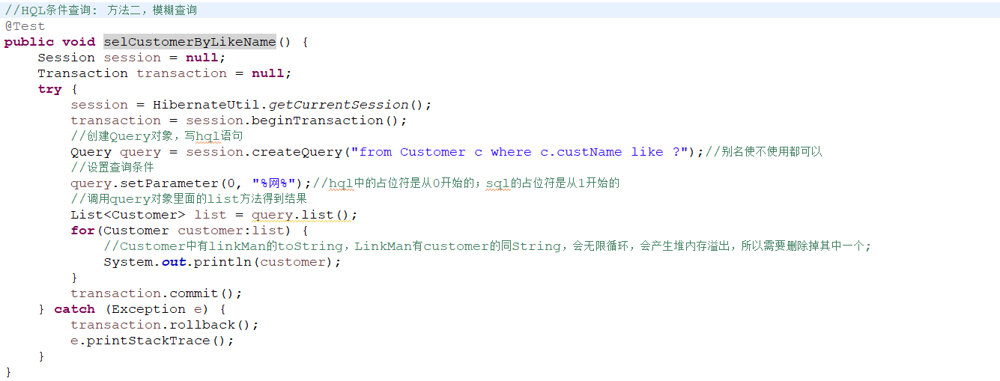 //HQL条件查询: 方法二，模糊查询
@Test
public void selCustomerByLikeName() {
    Session session = null;
    Transaction transaction = null;
    try {
        session = HibernateUtil.getCurrentSession();
        transaction = session.beginTransaction();
        //创建Query对象，写hql语句
        Query query = session.createQuery("from Customer c where c.custName like ?");//别名使不使用都可以
        //设置查询条件
        query.setParameter(0, "%网%");//hql中的占位符是从0开始的；sql的占位符是从1开始的
        //调用query对象里面的list方法得到结果
        List<Customer> list = query.list();
        for(Customer customer:list) {
            //Customer中有linkMan的toString，LinkMan有customer的同String，会无限循环，会产生堆内存溢出，所以需要删除掉其中一个;
            System.out.println(customer);
        }
        transaction.commit();
    } catch (Exception e) {
        transaction.rollback();
        e.printStackTrace();
    }
}